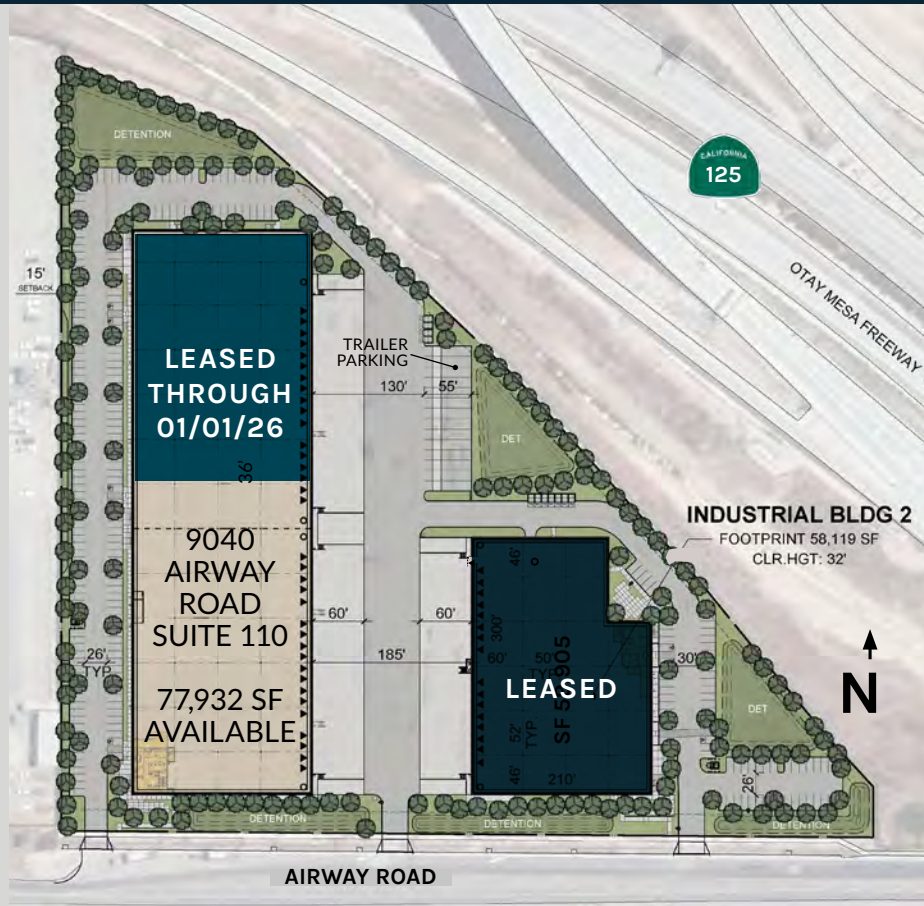 DETENTION
CALIFORNIA
125
OTAY MESA FREEWAY
15'
SETBACK
LEASED
THROUGH
01/01/26
TRAILER
PARKING
130'
55'
36'
DET.
INDUSTRIAL BLDG 2
FOOTPRINT 58,119 SF
CLR.HGT: 32'
9040
AIRWAY
ROAD
SUITE 110
77,932 SF
AVAILABLE
26'
TYP
60'
60'
185'
46'
300'
60'
50'
TYP
LEASED
52'
TYP
46'
210'
30'
DET
26'
N
DETENTION
DETENTION
DETENTION
AIRWAY ROAD